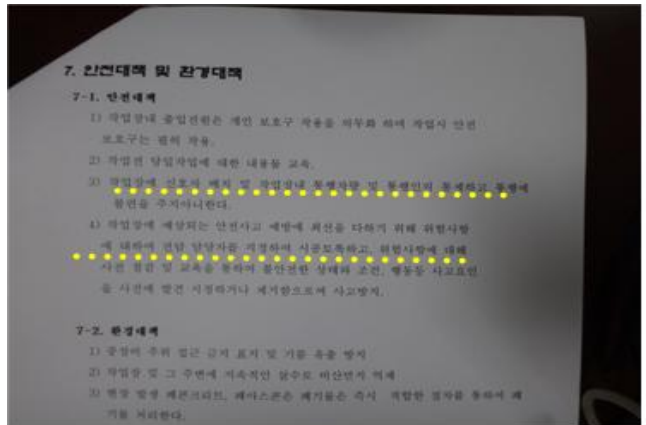 7. 안전대책 및 환경대책
7-1. 안전대책
1) 작업장내 출입전원은 개인 보호구 착용을 의무화 하며 작업시 안전
보호구는 필히 착용.
2) 작업전 당일작업에 대한 내용을 교육.
3) 작업장에 신호자 배치 및 작업장내 통행차량 및 통행인의 통제하고 통행에
불편을 주지아니한다.
4) 작업장에 예상되는 안전사고 예방에 최선을 다하기 위해 위험사항
에 대하여 전담 담당자를 지정하여 시공토록하고, 위험사항에 대해
사전 점검 및 교육을 통하여 불안전한 상태와 조건, 행동등 사고요인
을 사전에 발견 시정하거나 제거함으로써 사고방지.
7-2. 환경대책
1) 중장비 주위 접근 금지 표지 및 기름 유출 방지
2) 작업장 및 그 주변에 지속적인 살수로 비산먼지 억제
3) 현장 발생 폐콘크리트, 폐아스콘은 폐기물은 즉시 적합한 절차를 통하여 폐
기를 처리한다.